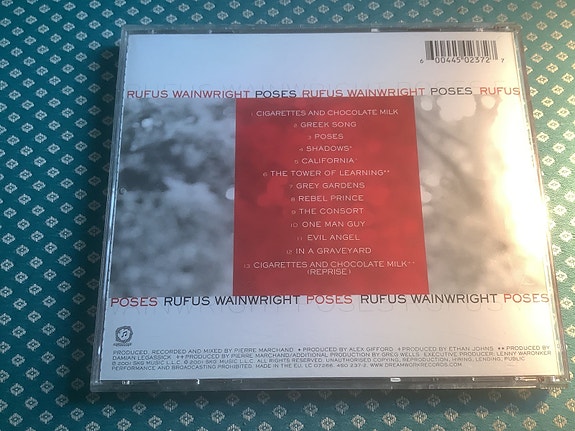 6 00445 02372 7
RUFUS WAINWRIGHT POSES RUFUS WAINWRIGHT POSES RUFUS
1 CIGARETTES AND CHOCOLATE MILK
2 GREEK SONG
3 POSES
4 SHADOWS*
5 CALIFORNIA
6 THE TOWER OF LEARNING**
7 GREY GARDENS
8 REBEL PRINCE
9 THE CONSORT
10 ONE MAN GUY
11 EVIL ANGEL
12 IN A GRAVEYARD
13 CIGARETTES AND CHOCOLATE MILK
(REPRISE)
POSES RUFUS WAINWRIGHT POSES RUFUS WAINWRIGHT POSES
PRODUCED, RECORDED AND MIXED BY PIERRE MARCHAND PRODUCED BY ALEX GIFFORD. PRODUCED BY ETHAN JOHNS. PRODUCED BY
DAMIAN LEGASSICK. PRODUCED BY PIERRE MARCHAND/ADDITIONAL PRODUCTION BY GREG WELLS. EXECUTIVE PRODUCER: LENNY WARONKER
2001 SKG MUSIC L.L.C. © 2001 SKG MUSIC L.L.C. ALL RIGHTS RESERVED. UNAUTHORISED COPYING, REPRODUCTION, HIRING, LENDING, PUBLIC
PERFORMANCE AND BROADCASTING PROHIBITED. MADE IN THE EU. LC 07266. 450 237-2. WWW.DREAMWORKSRECORDS.COM